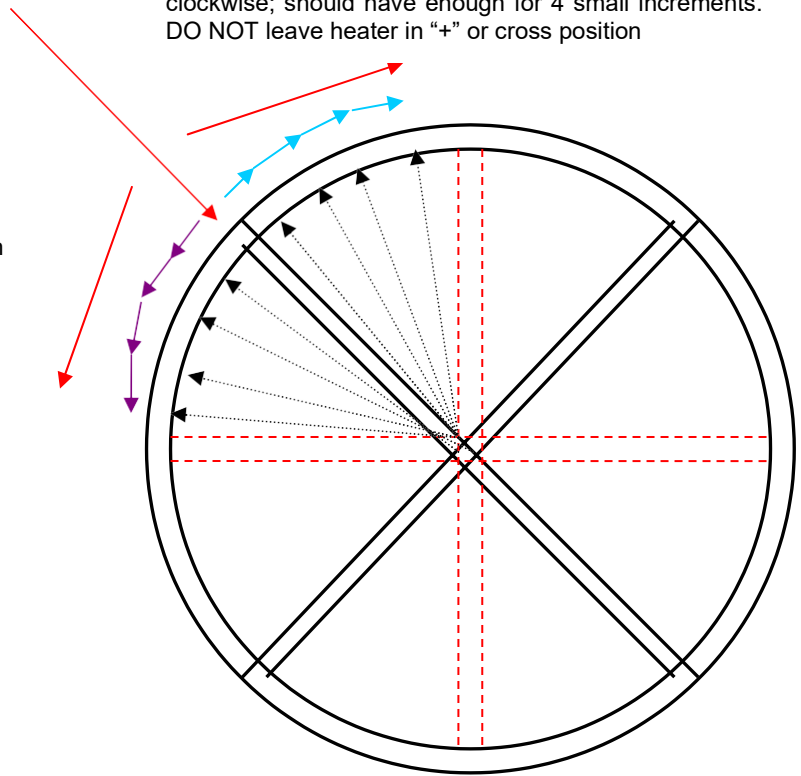 clockwise; should have enough for 4 small increments.
DO NOT leave heater in “+” or cross position